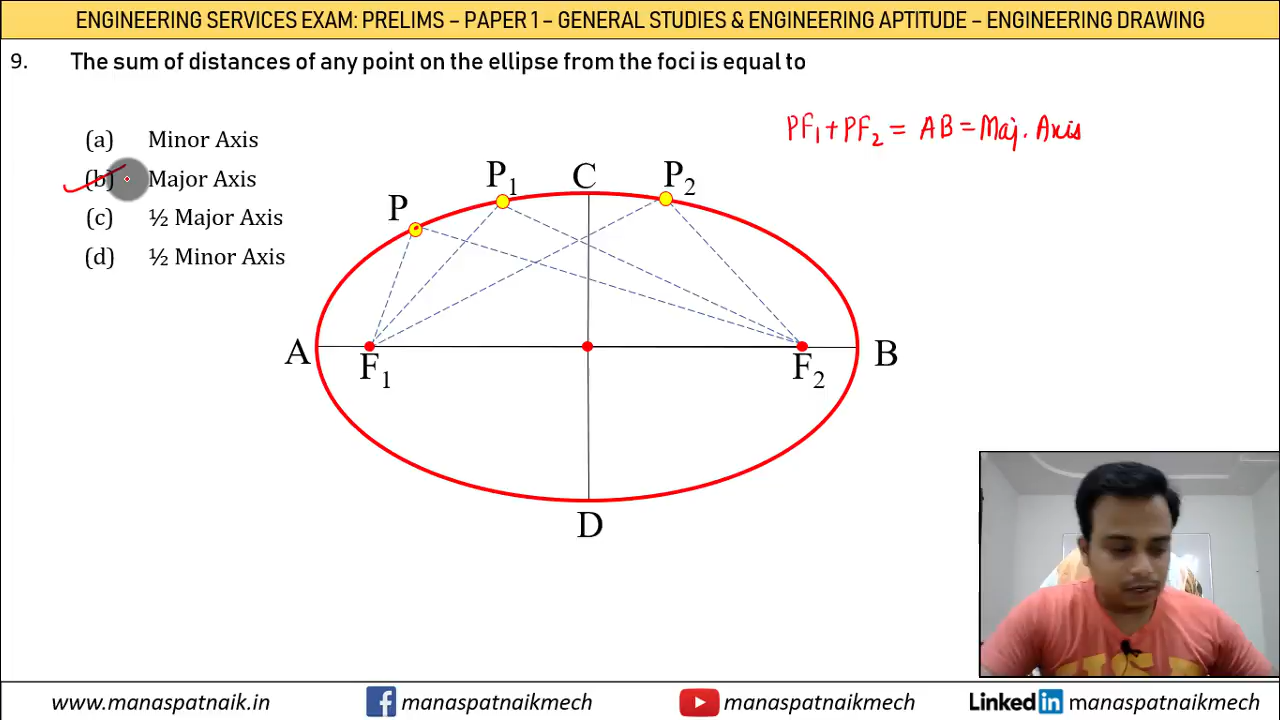 ENGINEERING SERVICES EXAM: PRELIMS – PAPER 1 – GENERAL STUDIES & ENGINEERING APTITUDE – ENGINEERING DRAWING
9. The sum of distances of any point on the ellipse from the foci is equal to
PF₁ + PF₂ = AB = Maj. Axis
(a) Minor Axis
(b) Major Axis
(c) ½ Major Axis
(d) ½ Minor Axis
P P₁ C P₂
A F₁ F₂ B
D
www.manaspatnaik.in manaspatnaikmech manaspatnaikmech Linked in manaspatnaikmech